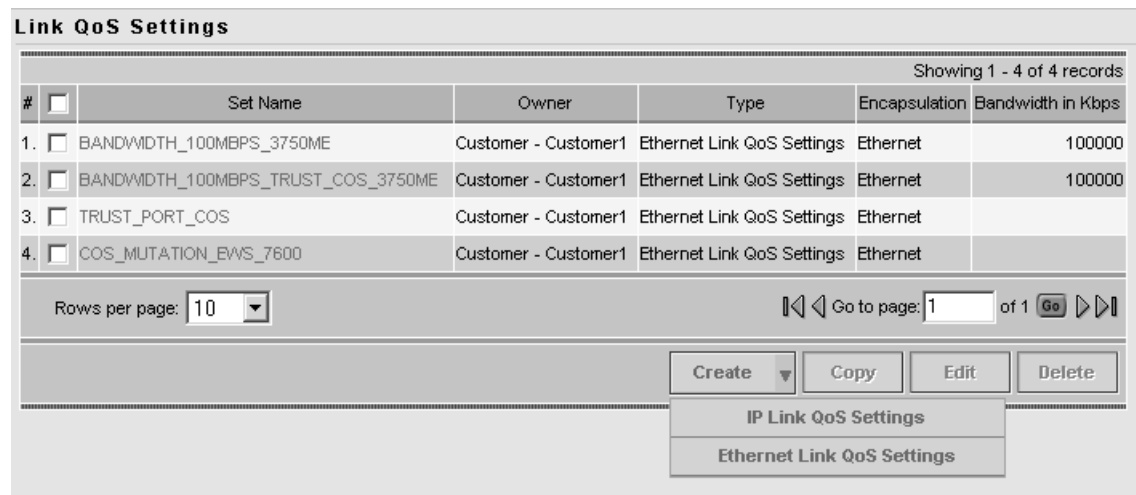 Link QoS Settings
Showing 1 - 4 of 4 records
# Set Name Owner Type Encapsulation Bandwidth in Kbps
1. BANDWIDTH_100MBPS_3750ME Customer - Customer1 Ethernet Link QoS Settings Ethernet 100000
2. BANDWIDTH_100MBPS_TRUST_COS_3750ME Customer - Customer1 Ethernet Link QoS Settings Ethernet 100000
3. TRUST_PORT_COS Customer - Customer1 Ethernet Link QoS Settings Ethernet
4. COS_MUTATION_EWS_7600 Customer - Customer1 Ethernet Link QoS Settings Ethernet
Rows per page: 10 Go to page: 1 of 1 Go
Create Copy Edit Delete
IP Link QoS Settings
Ethernet Link QoS Settings